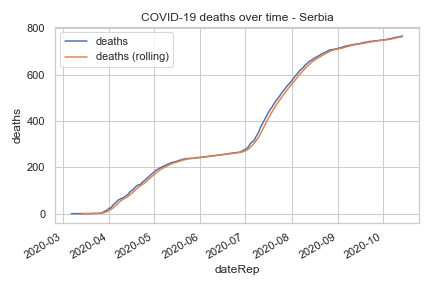 COVID-19 deaths over time - Serbia
deaths
deaths (rolling)
800
600
400
200
0
deaths
2020-03
2020-04
2020-05
2020-06
2020-07
2020-08
2020-09
2020-10
dateRep